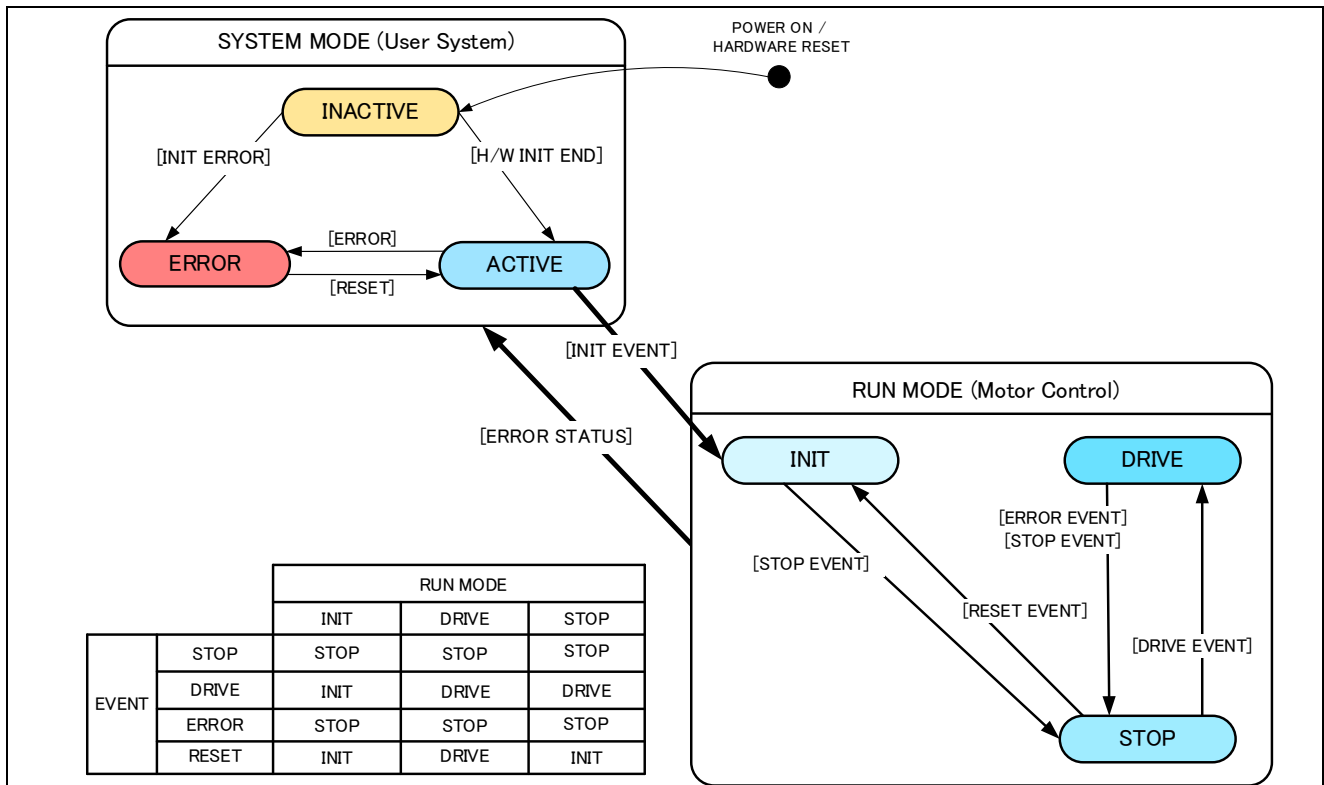 POWER ON /
HARDWARE RESET
SYSTEM MODE (User System)
INACTIVE
[INIT ERROR]
[H/W INIT END]
[ERROR]
ERROR
ACTIVE
[RESET]
[INIT EVENT]
[ERROR STATUS]
RUN MODE (Motor Control)
INIT
DRIVE
[ERROR EVENT]
[STOP EVENT]
[STOP EVENT]
[RESET EVENT]
[DRIVE EVENT]
STOP
RUN MODE
INIT DRIVE STOP
EVENT
STOP STOP STOP STOP
DRIVE INIT DRIVE DRIVE
ERROR STOP STOP STOP
RESET INIT DRIVE INIT